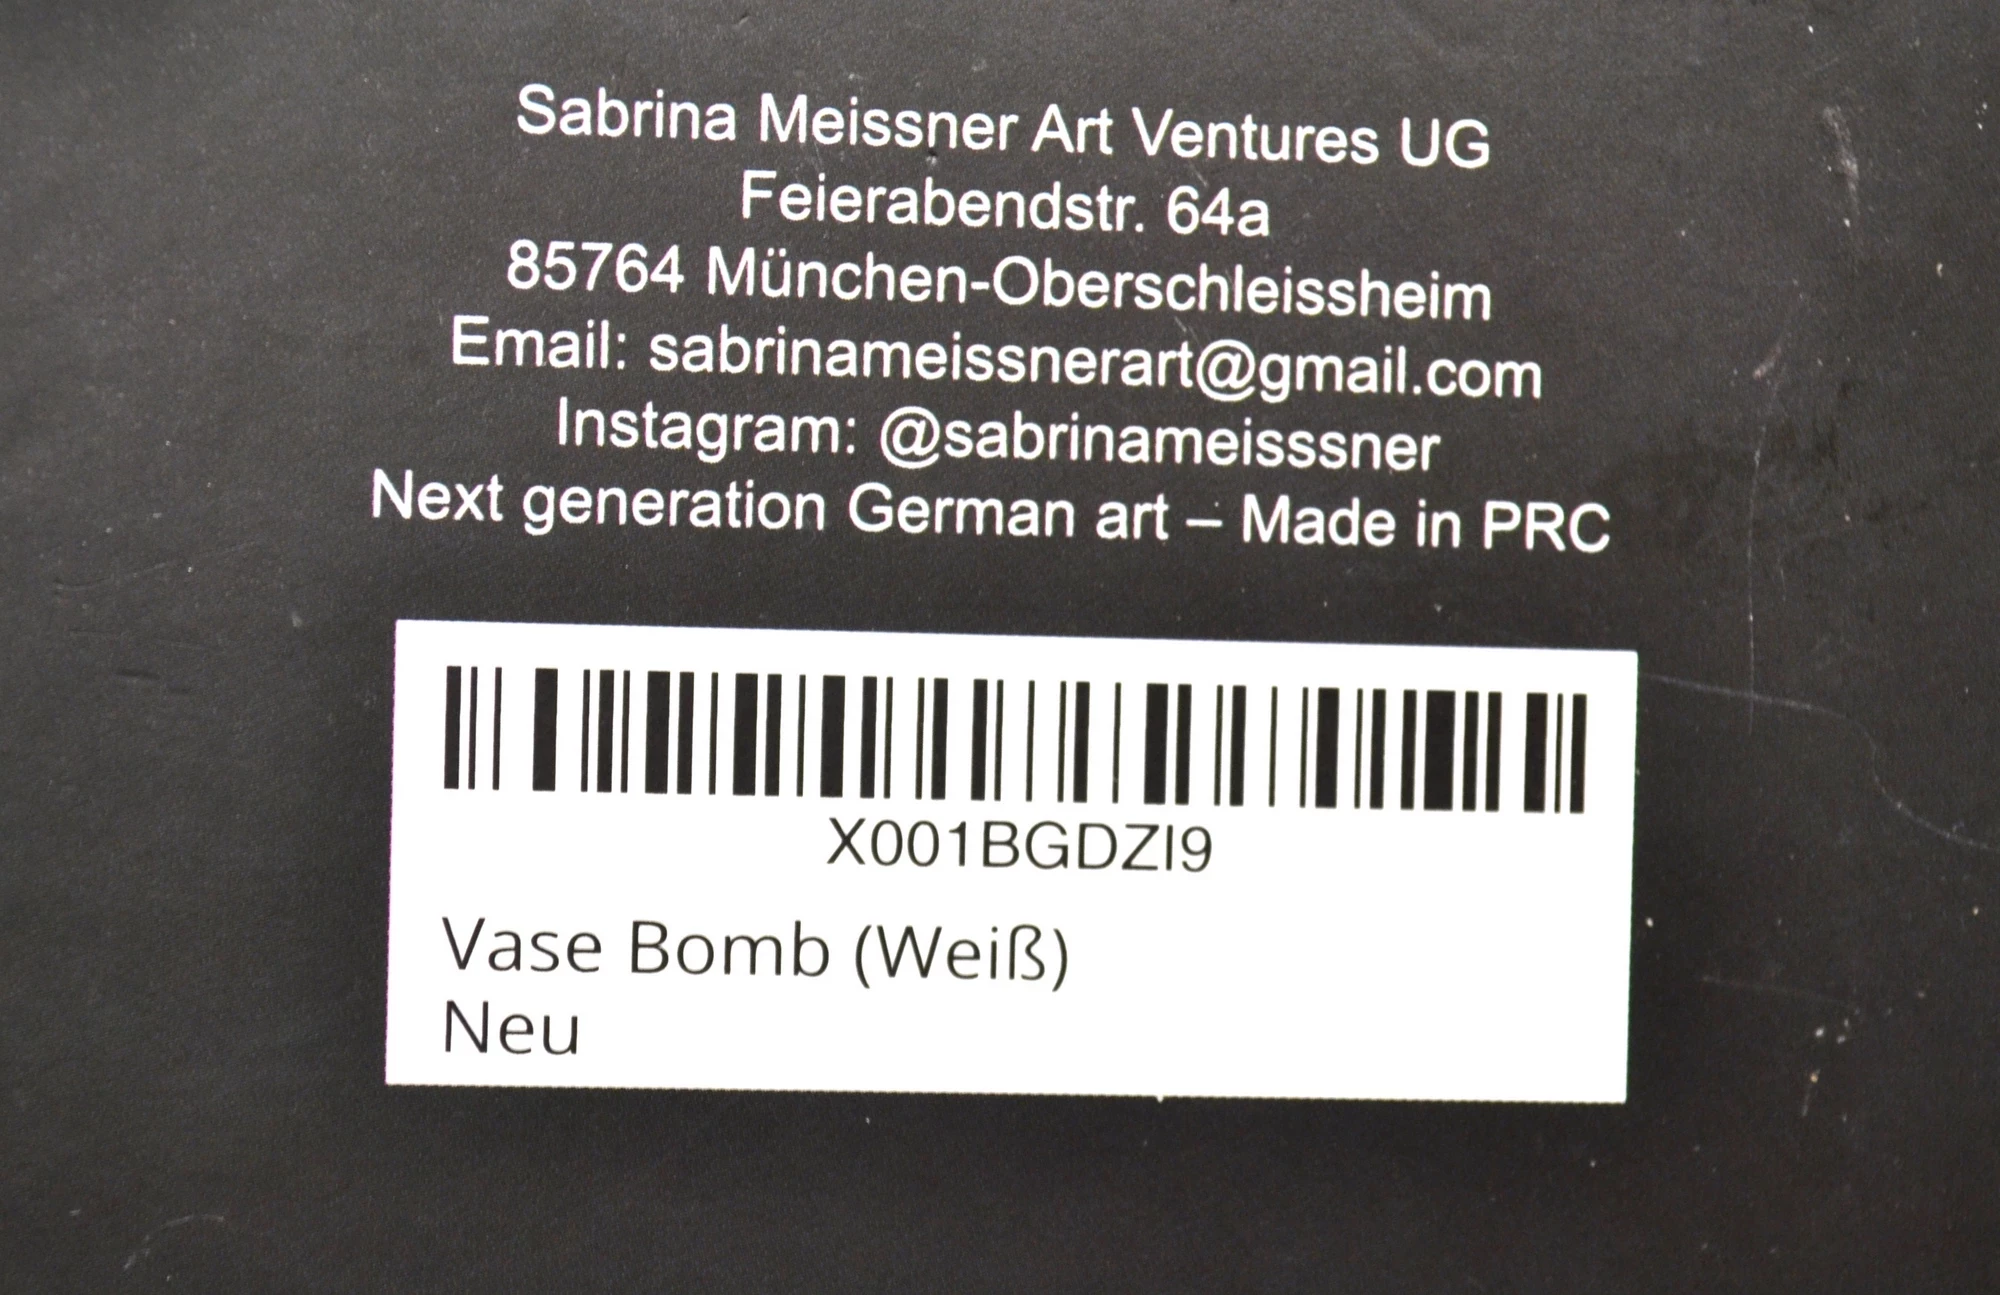 Sabrina Meissner Art Ventures UG
Feierabendstr. 64a
85764 München-Oberschleissheim
Email: sabrinameissnerart@gmail.com
Instagram: @sabrinameisssner
Next generation German art – Made in PRC
X001BGDZI9
Vase Bomb (Weiß)
Neu